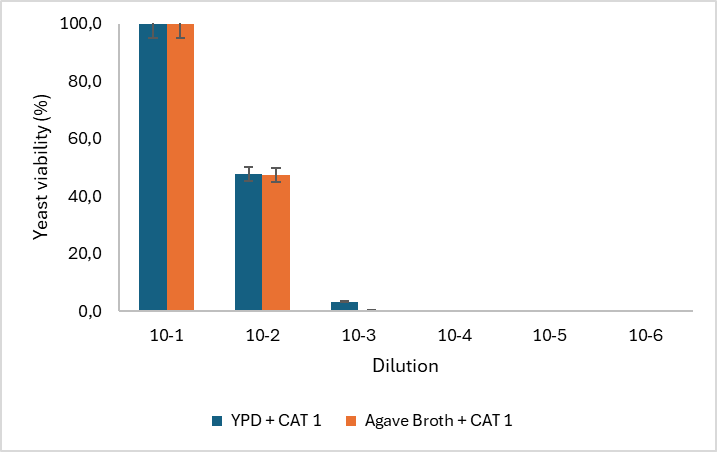 100,0
80,0
60,0
40,0
20,0
0,0
Yeast viability (%)
10-1 10-2 10-3 10-4 10-5 10-6
Dilution
YPD + CAT 1 Agave Broth + CAT 1